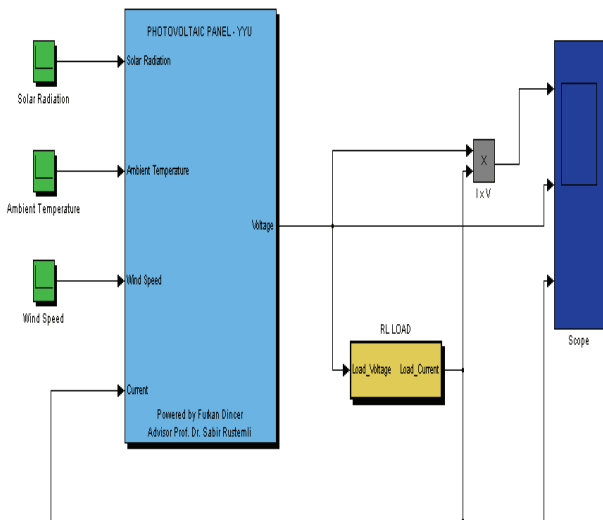 PHOTOVOLTAIC PANEL - YYU
Solar Radiation
Solar Radiation
Ambient Temperature
Ambient Temperature
Voltage
Wind Speed
Wind Speed
Current
Powered by Furkan Dincer
Advisor Prof. Dr. Sabir Rustemli
X
I x V
RL LOAD
Load_Voltage Load_Current
Scope